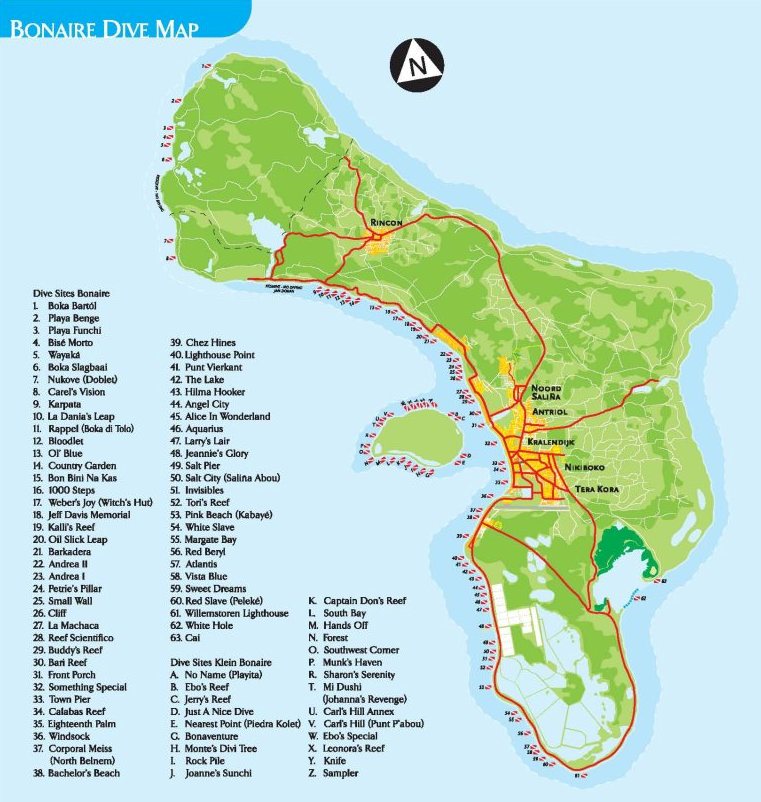 BONAIRE DIVE MAP
N
RINCON
NOORD
SALIÑA
ANTRIOL
KRALENDIJK
NIKIBOKO
TERA KORA
Dive Sites Bonaire
1. Boka Bartól
2. Playa Benge
3. Playa Funchi
4. Bisé Morto
5. Wayaká
6. Boka Slagbaai
7. Nukove (Doblet)
8. Carel's Vision
9. Karpata
10. La Dania's Leap
11. Rappel (Boka di Tolo)
12. Bloodlet
13. Ol' Blue
14. Country Garden
15. Bon Bini Na Kas
16. 1000 Steps
17. Weber's Joy (Witch's Hut)
18. Jeff Davis Memorial
19. Kalli's Reef
20. Oil Slick Leap
21. Barkadera
22. Andrea II
23. Andrea I
24. Petrie's Pillar
25. Small Wall
26. Cliff
27. La Machaca
28. Reef Scientifico
29. Buddy's Reef
30. Bari Reef
31. Front Porch
32. Something Special
33. Town Pier
34. Calabas Reef
35. Eighteenth Palm
36. Windsock
37. Corporal Meiss
(North Belnem)
38. Bachelor's Beach
39. Chez Hines
40. Lighthouse Point
41. Punt Vierkant
42. The Lake
43. Hilma Hooker
44. Angel City
45. Alice In Wonderland
46. Aquarius
47. Larry's Lair
48. Jeannie's Glory
49. Salt Pier
50. Salt City (Salina Abou)
51. Invisibles
52. Tori's Reef
53. Pink Beach (Kabayé)
54. White Slave
55. Margate Bay
56. Red Beryl
57. Atlantis
58. Vista Blue
59. Sweet Dreams
60. Red Slave (Peleké)
61. Willemstoren Lighthouse
62. White Hole
63. Cai
Dive Sites Klein Bonaire
A. No Name (Playita)
B. Ebo's Reef
C. Jerry's Reef
D. Just A Nice Dive
E. Nearest Point (Piedra Kolet)
G. Bonaventure
H. Monte's Divi Tree
I. Rock Pile
J. Joanne's Sunchi
K. Captain Don's Reef
L. South Bay
M. Hands Off
N. Forest
O. Southwest Corner
P. Munk's Haven
R. Sharon's Serenity
T. Mi Dushi
(Johanna's Revenge)
U. Carl's Hill Annex
V. Carl's Hill (Punt P'abou)
W. Ebo's Special
X. Leonora's Reef
Y. Knife
Z. Sampler